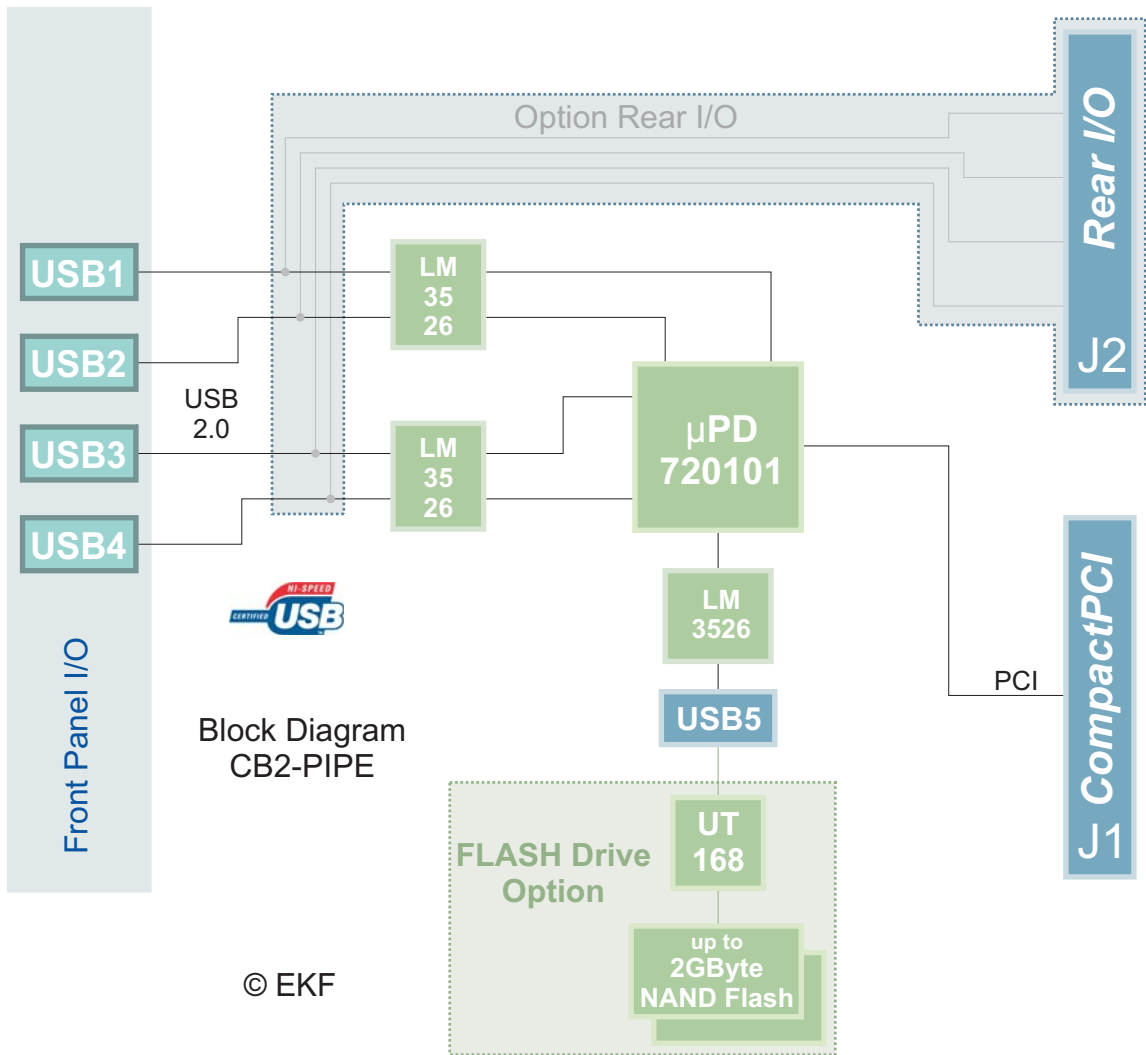 Option Rear I/O
Rear I/O
J2
USB1
USB2
USB3
USB4
USB
2.0
LM
35
26
LM
35
26
µPD
720101
LM
3526
USB5
PCI
CompactPCI
J1
HI-SPEED
CERTIFIED
USB
Front Panel I/O
Block Diagram
CB2-PIPE
FLASH Drive
Option
UT
168
up to
2GByte
NAND Flash
© EKF